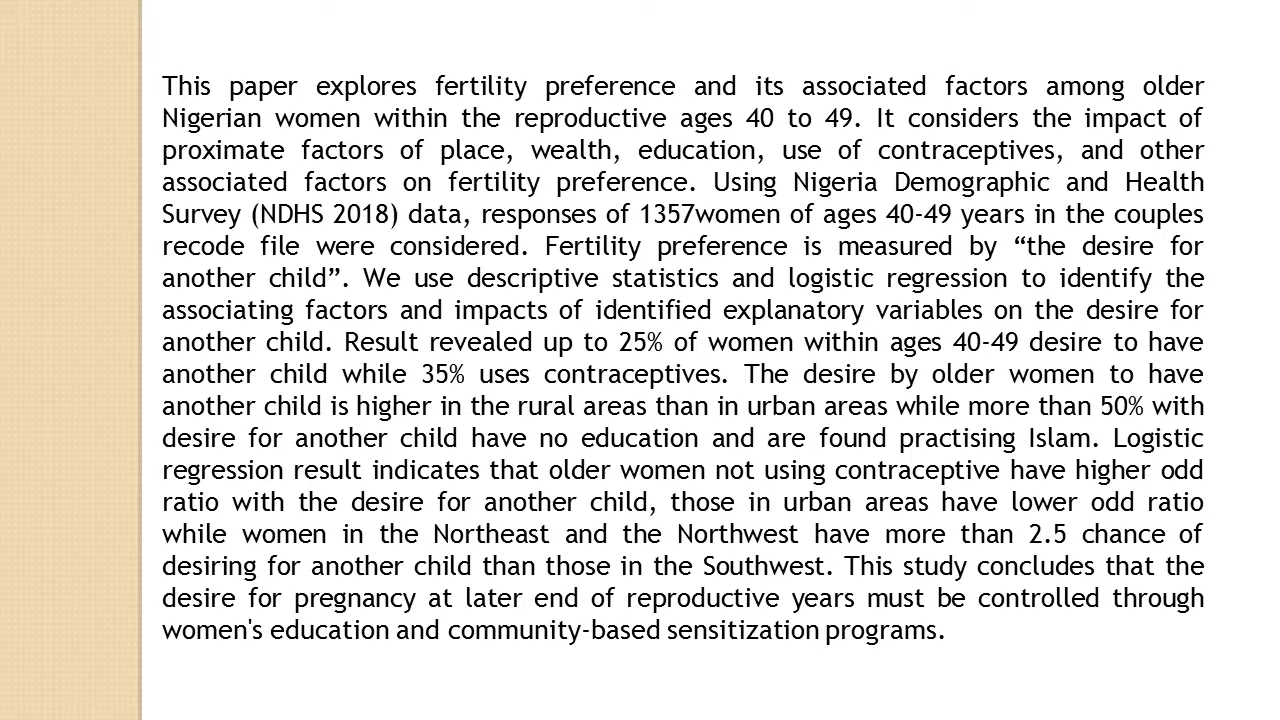 This paper explores fertility preference and its associated factors among older
Nigerian women within the reproductive ages 40 to 49. It considers the impact of
proximate factors of place, wealth, education, use of contraceptives, and other
associated factors on fertility preference. Using Nigeria Demographic and Health
Survey (NDHS 2018) data, responses of 1357women of ages 40-49 years in the couples
recode file were considered. Fertility preference is measured by “the desire for
another child”. We use descriptive statistics and logistic regression to identify the
associating factors and impacts of identified explanatory variables on the desire for
another child. Result revealed up to 25% of women within ages 40-49 desire to have
another child while 35% uses contraceptives. The desire by older women to have
another child is higher in the rural areas than in urban areas while more than 50% with
desire for another child have no education and are found practising Islam. Logistic
regression result indicates that older women not using contraceptive have higher odd
ratio with the desire for another child, those in urban areas have lower odd ratio
while women in the Northeast and the Northwest have more than 2.5 chance of
desiring for another child than those in the Southwest. This study concludes that the
desire for pregnancy at later end of reproductive years must be controlled through
women's education and community-based sensitization programs.